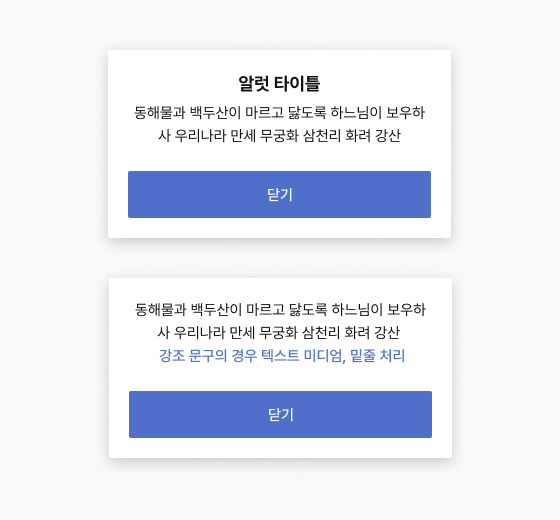 알럿 타이틀
동해물과 백두산이 마르고 닳도록 하느님이 보우하
사 우리나라 만세 무궁화 삼천리 화려 강산
닫기
동해물과 백두산이 마르고 닳도록 하느님이 보우하
사 우리나라 만세 무궁화 삼천리 화려 강산
강조 문구의 경우 텍스트 미디엄, 밑줄 처리
닫기